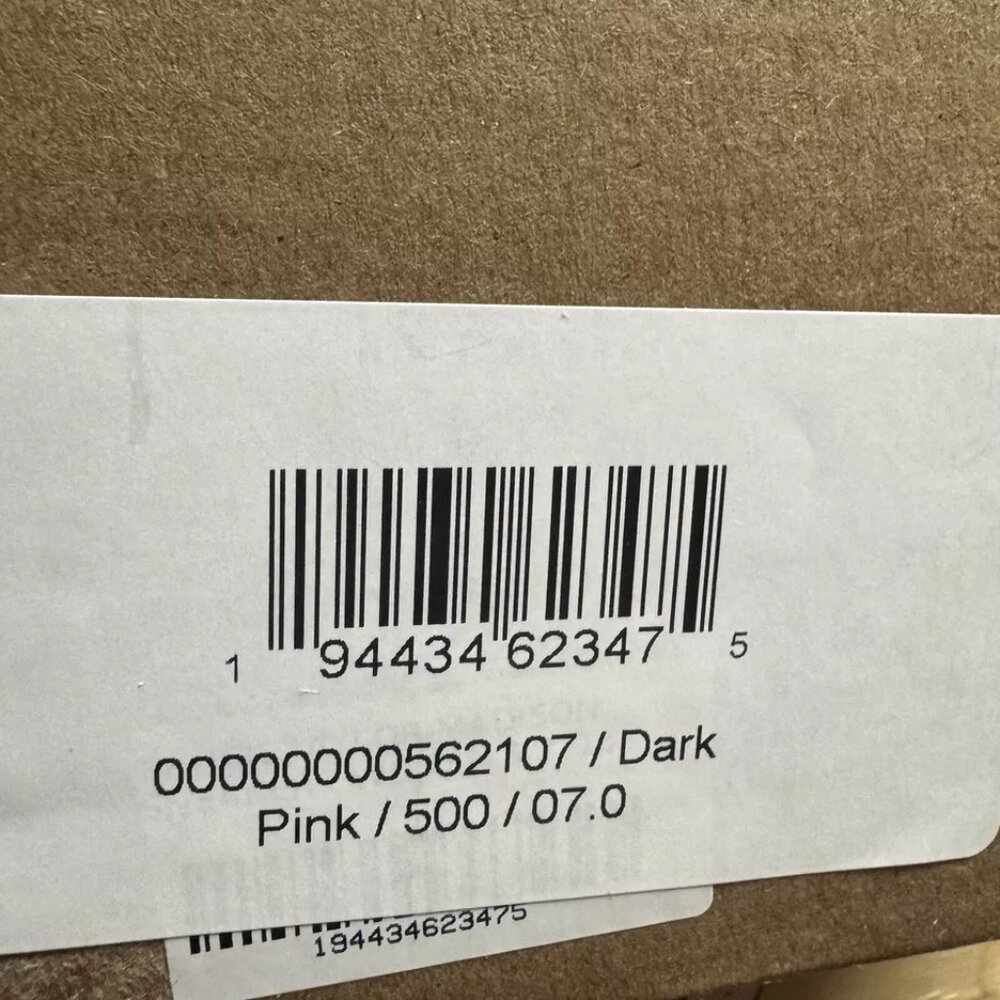 1 94434 62347 5
00000000562107 / Dark
Pink / 500 / 07.0
194434623475